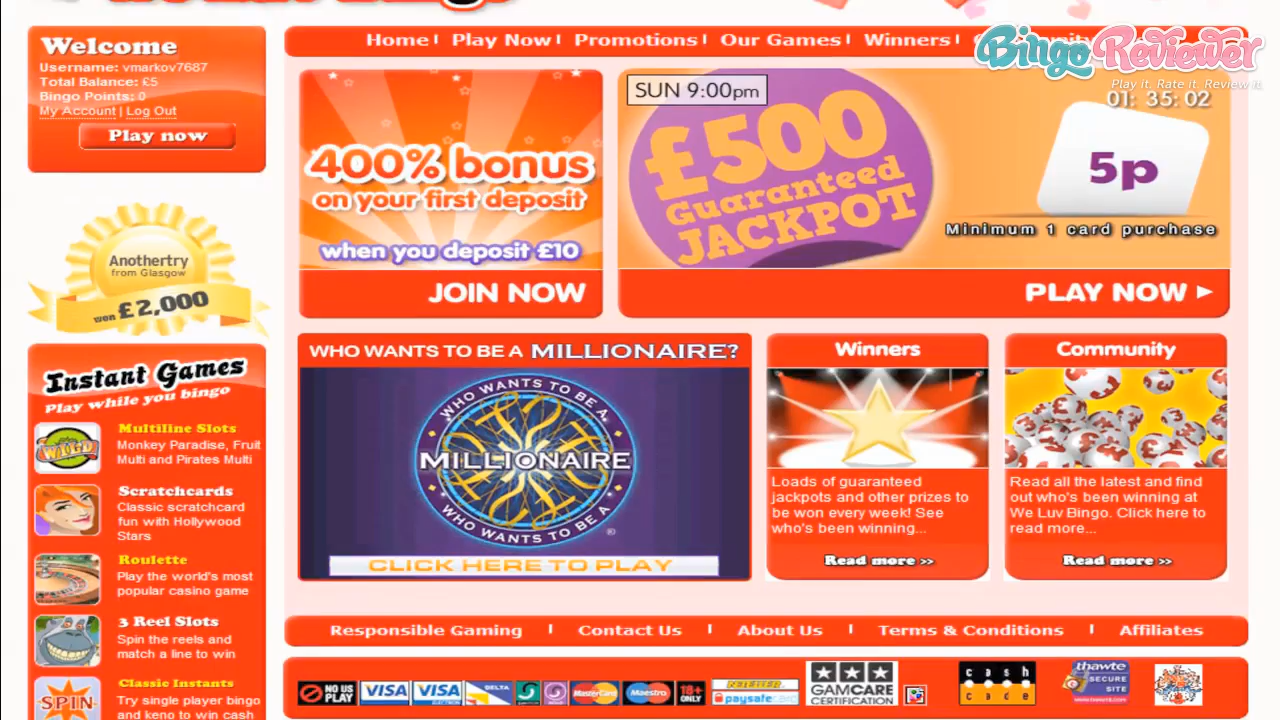 Welcome
Username: vmarkov7687
Total Balance: £5
Bingo Points: 0
My Account | Log Out
Play now
Home
Play Now
Promotions
Our Games
Winners
Bingo Reviewer
Play it. Rate it. Review it.
400% bonus
on your first deposit
when you deposit £10
JOIN NOW
SUN 9:00pm
01: 35: 02
£500
Guaranteed
JACKPOT
5p
Minimum 1 card purchase
PLAY NOW ►
Anothertry
from Glasgow
won £2,000
Instant Games
Play while you bingo
Multiline Slots
Monkey Paradise, Fruit
Multi and Pirates Multi
Scratchcards
Classic scratchcard
fun with Hollywood
Stars
Roulette
Play the world's most
popular casino game
3 Reel Slots
Spin the reels and
match a line to win
Classic Instants
Try single player bingo
and keno to win cash
WILD
SPIN
WHO WANTS TO BE A MILLIONAIRE?
WHO WANTS TO BE A
MILLIONAIRE
WHO WANTS TO BE A
®
CLICK HERE TO PLAY
Winners
Loads of guaranteed
jackpots and other prizes to
be won every week! See
who's been winning...
Read more >>
Community
Read all the latest and find
out who's been winning at
We Luv Bingo. Click here to
read more...
Read more >>
Responsible Gaming
Contact Us
About Us
Terms & Conditions
Affiliates
NO US
PLAY
VISA
VISA
ELECTRON
DELTA
MasterCard
Maestro
18+
ONLY
NETELLER
paysafecard
GAMCARE
CERTIFICATION
cash
cade
thawte
SECURE
SITE